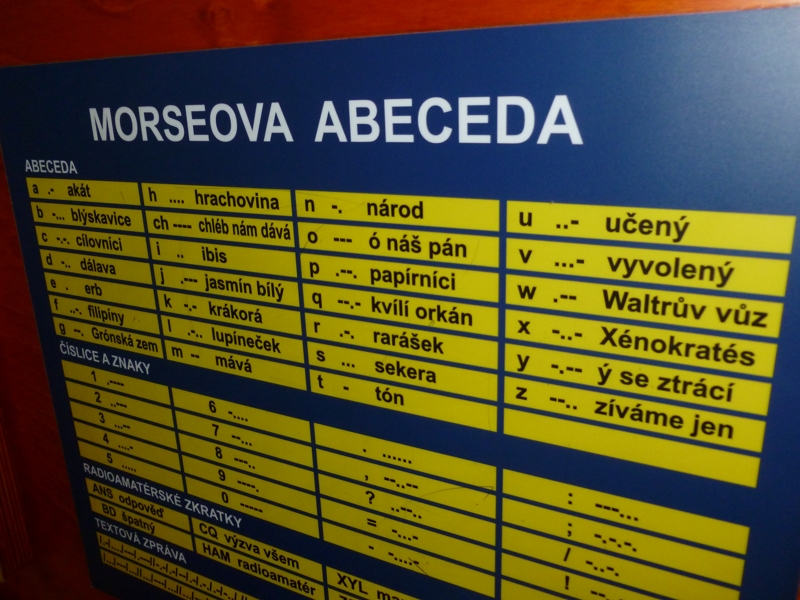 MORSEOVA ABECEDA
ABECEDA
a .- akát
b -... blýskavice
c -.-. cílovníci
d -.. dálava
e . erb
f ..-. filipíny
g --. Grónská zem
h .... hrachovina
ch ---- chléb nám dává
i .. ibis
j .--- jasmín bílý
k -.- krákorá
l .-.. lupíneček
m -- mává
n -. národ
o --- ó náš pán
p .--. papírníci
q --.- kvílí orkán
r .-. rarášek
s ... sekera
t - tón
u ..- učený
v ...- vyvolený
w .-- Waltrův vůz
x -..- Xénokratés
y -.-- ý se ztrácí
z --.. zíváme jen
ČÍSLICE A ZNAKY
1 .----
2 ..---
3 ...--
4 ....-
5 .....
6 -....
7 --...
8 ---..
9 ----.
0 -----
. ......
, --..--
? ..--..
= -...-
- -....-
: ---...
; -.-.-.
/ -..-.
!
RADIOAMATÉRSKÉ ZKRATKY
ANS odpověď
BD špatný
CQ výzva všem
HAM radioamatér
XYL
TEXTOVÁ ZPRÁVA